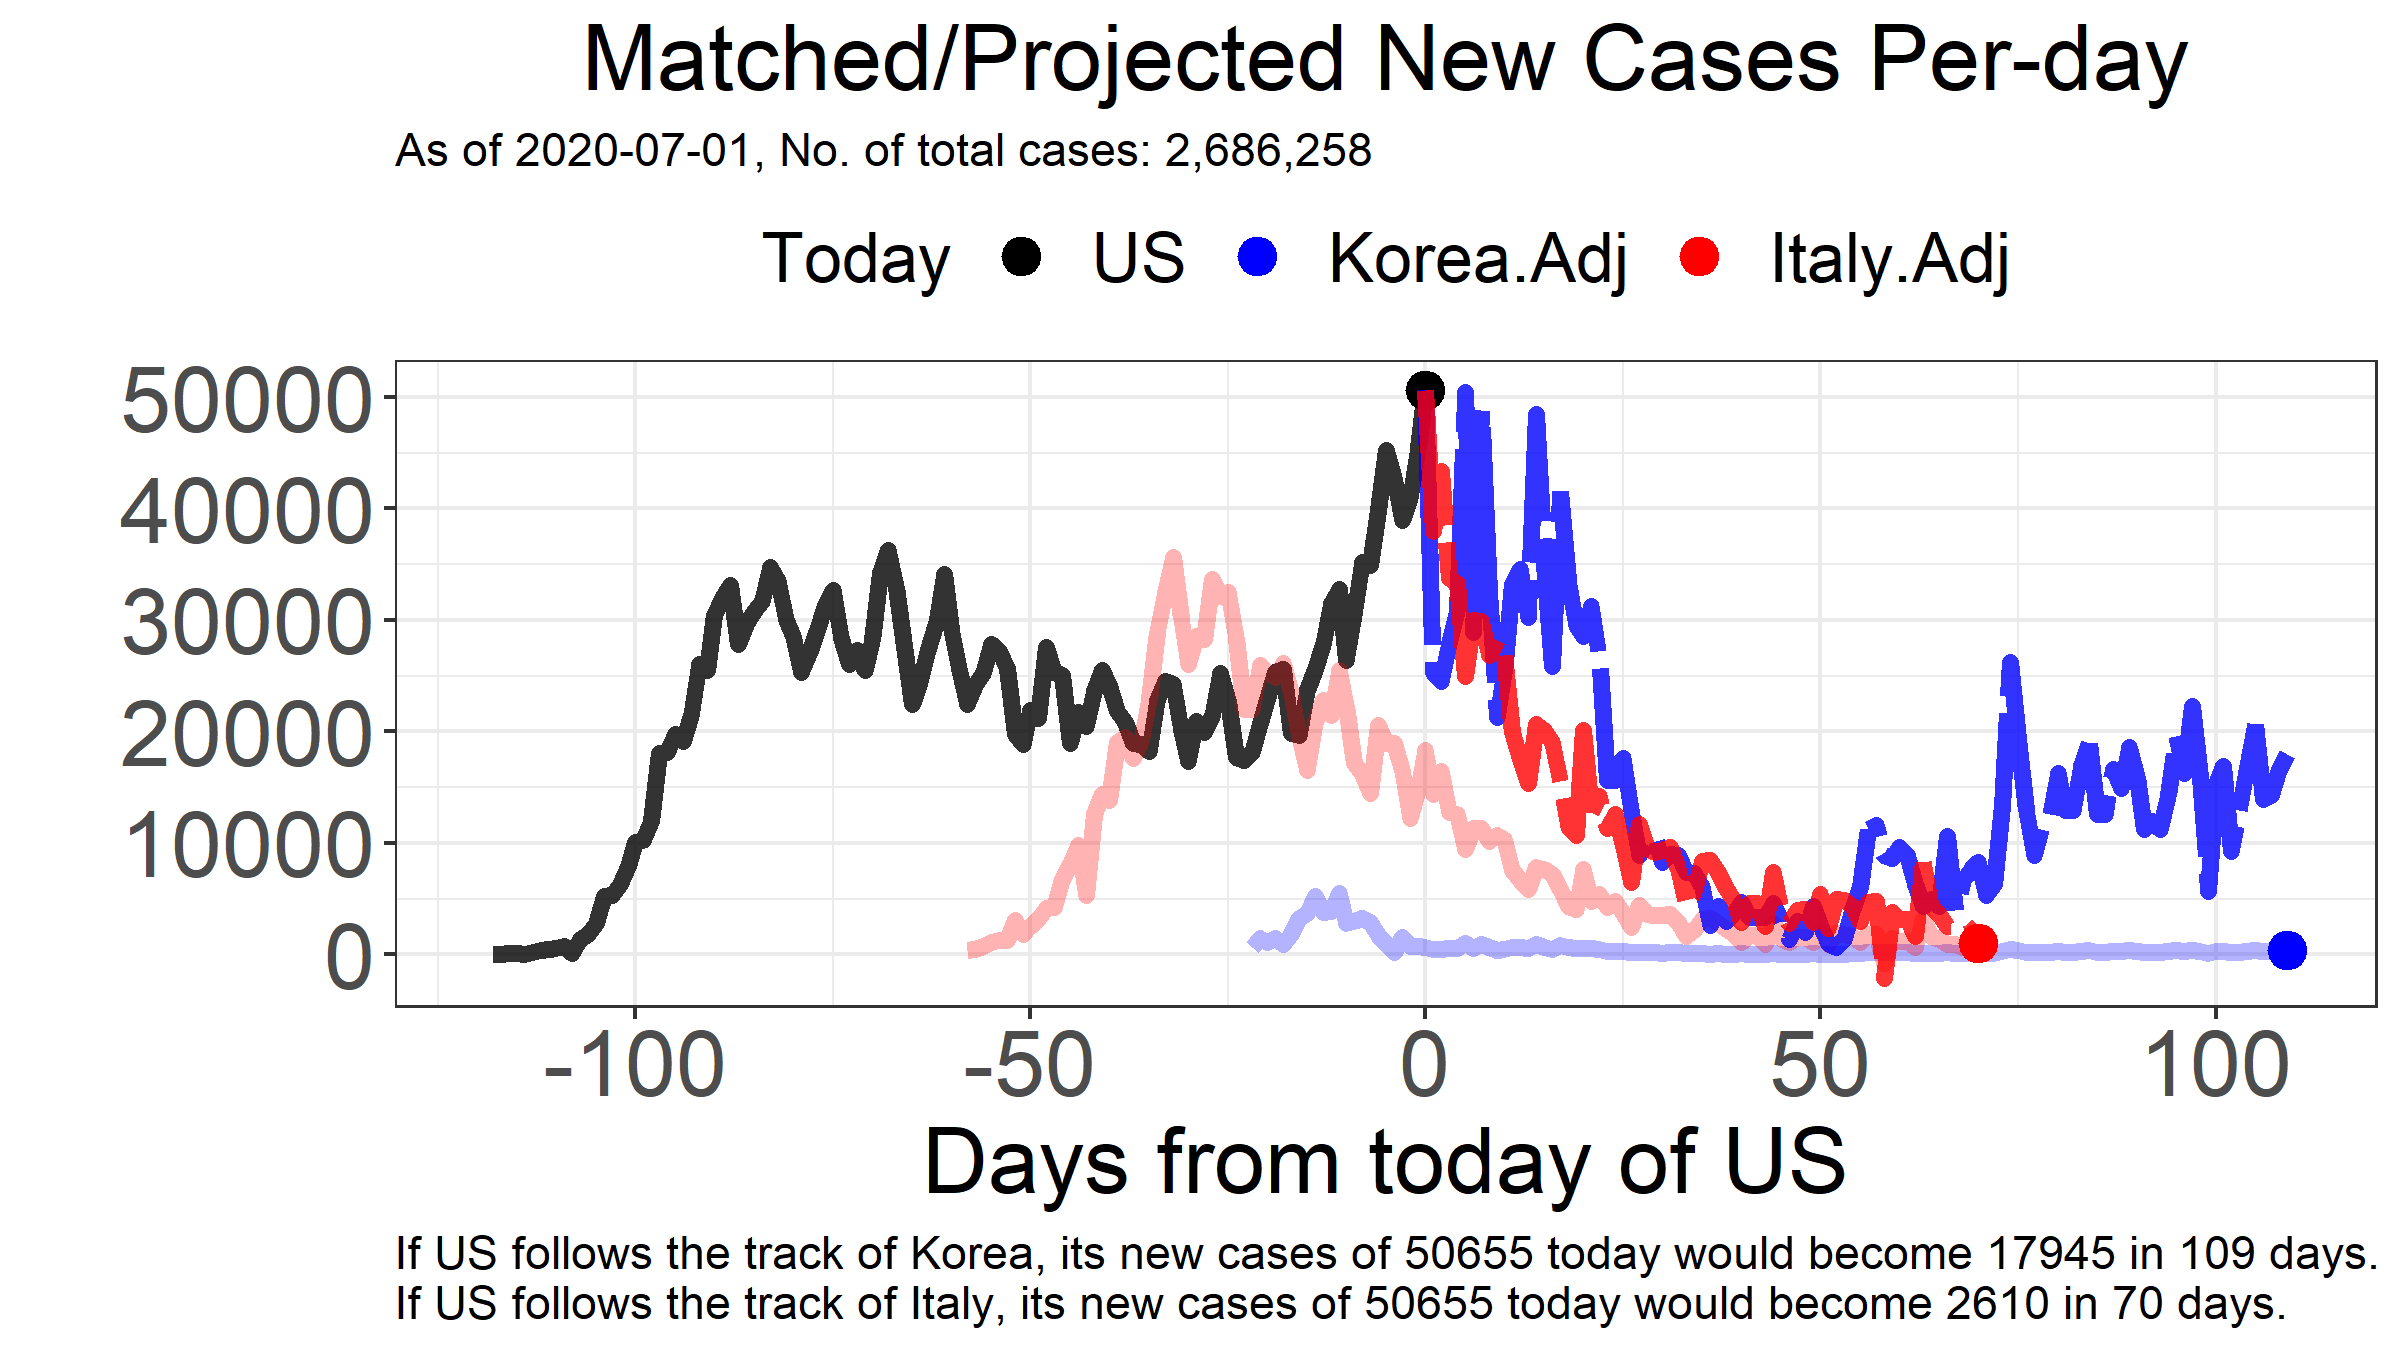 Matched/Projected New Cases Per-day
As of 2020-07-01, No. of total cases: 2,686,258
Today US Korea.Adj Italy.Adj
50000
40000
30000
20000
10000
0
-100 -50 0 50 100
Days from today of US
If US follows the track of Korea, its new cases of 50655 today would become 17945 in 109 days.
If US follows the track of Italy, its new cases of 50655 today would become 2610 in 70 days.